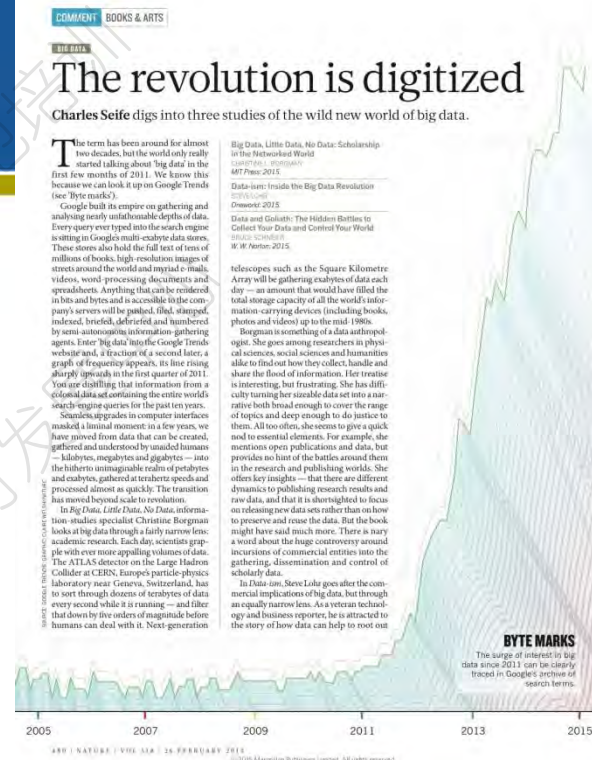 COMMENT BOOKS & ARTS
BIG DATA
The revolution is digitized
Charles Seife digs into three studies of the wild new world of big data.
The term has been around for almost
two decades, but the world only really
started talking about ‘big data’ in the
first few months of 2011. We know this
because we can look it up on Google Trends
(see ‘Byte marks’).
Google built its empire on gathering and
analysing nearly unfathomable depths of data.
Every query ever typed into the search engine
is sitting in Google’s multi-exabyte data stores.
These stores also hold the full text of tens of
millions of books, high-resolution images of
streets around the world and myriad e-mails,
videos, word-processing documents and
spreadsheets. Anything that can be rendered
in bits and bytes and is accessible to the com-
pany’s servers will be pushed, filed, stamped,
indexed, briefed, debriefed and numbered
by semi-autonomous information-gathering
agents. Enter ‘big data’ into the Google Trends
website and, a fraction of a second later, a
graph of frequency appears, its line rising
sharply upwards in the first quarter of 2011.
You are distilling that information from a
colossal data set containing the entire world’s
search-engine queries for the past ten years.
Seamless upgrades in computer interfaces
masked a liminal moment: in a few years, we
have moved from data that can be created,
gathered and understood by unaided humans
— kilobytes, megabytes and gigabytes — into
the hitherto unimaginable realm of petabytes
and exabytes, gathered at terahertz speeds and
processed almost as quickly. The transition
has moved beyond scale to revolution.
In Big Data, Little Data, No Data, informa-
tion-studies specialist Christine Borgman
looks at big data through a fairly narrow lens:
academic research. Each day, scientists grap-
ple with ever more appalling volumes of data.
The ATLAS detector on the Large Hadron
Collider at CERN, Europe’s particle-physics
laboratory near Geneva, Switzerland, has
to sort through dozens of terabytes of data
every second while it is running — and filter
that down by five orders of magnitude before
humans can deal with it. Next-generation
Big Data, Little Data, No Data: Scholarship
in the Networked World
CHRISTINE L. BORGMAN
MIT Press: 2015.
Data-ism: Inside the Big Data Revolution
STEVE LOHR
Oneworld: 2015.
Data and Goliath: The Hidden Battles to
Collect Your Data and Control Your World
BRUCE SCHNEIER
W. W. Norton: 2015.
telescopes such as the Square Kilometre
Array will be gathering exabytes of data each
day — an amount that would have filled the
total storage capacity of all the world’s infor-
mation-carrying devices (including books,
photos and videos) up to the mid-1980s.
Borgman is something of a data anthropol-
ogist. She goes among researchers in physi-
cal sciences, social sciences and humanities
alike to find out how they collect, handle and
share the flood of information. Her treatise
is interesting, but frustrating. She has diffi-
culty turning her sizeable data set into a nar-
rative both broad enough to cover the range
of topics and deep enough to do justice to
them. All too often, she seems to give a quick
nod to essential elements. For example, she
mentions open publications and data, but
provides no hint of the battles around them
in the research and publishing worlds. She
offers key insights — that there are different
dynamics to publishing research results and
raw data, and that it is shortsighted to focus
on releasing new data sets rather than on how
to preserve and reuse the data. But the book
might have said much more. There is nary
a word about the huge controversy around
incursions of commercial entities into the
gathering, dissemination and control of
scholarly data.
In Data-ism, Steve Lohr goes after the com-
mercial implications of big data, but through
an equally narrow lens. As a veteran technol-
ogy and business reporter, he is attracted to
the story of how data can help to root out
BYTE MARKS
The surge of interest in big
data since 2011 can be clearly
traced in Google’s archive of
search terms.
2005 2007 2009 2011 2013 2015
480 | NATURE | VOL 518 | 26 FEBRUARY 2015